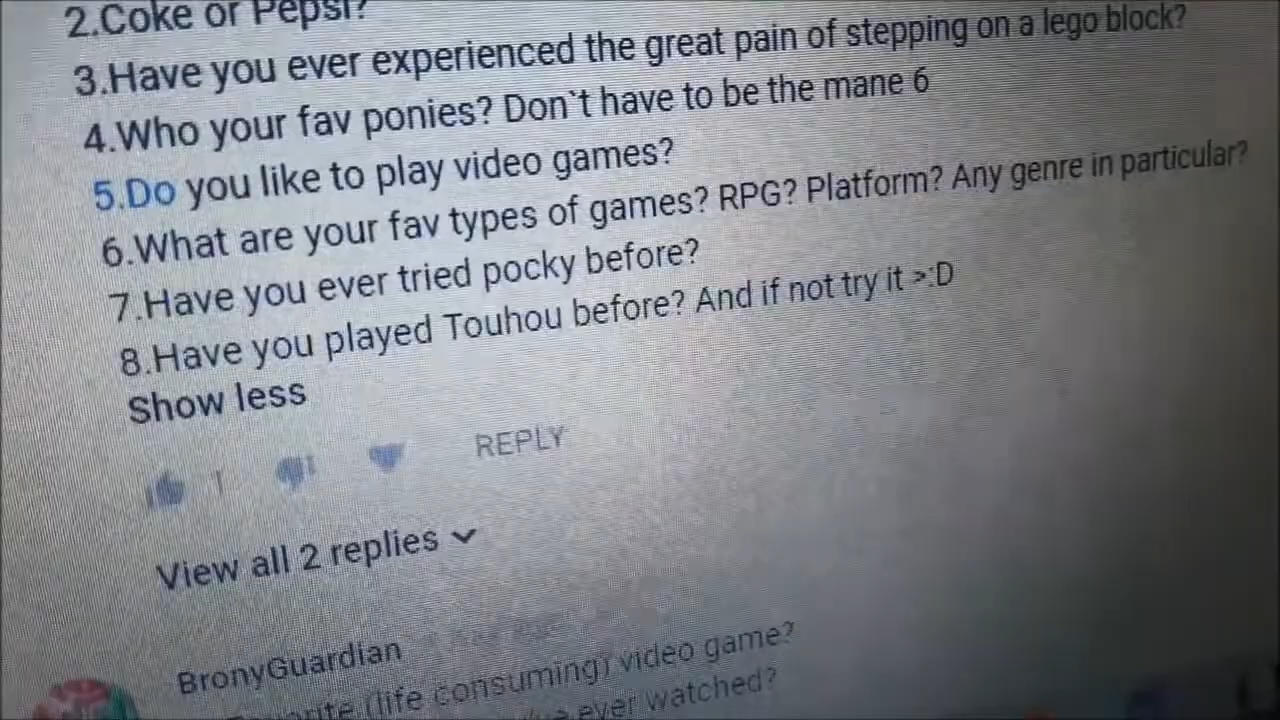 2.Coke or Pepsi?
3.Have you ever experienced the great pain of stepping on a lego block?
4.Who your fav ponies? Don`t have to be the mane 6
5.Do you like to play video games?
6.What are your fav types of games? RPG? Platform? Any genre in particular?
7.Have you ever tried pocky before?
8.Have you played Touhou before? And if not try it >:D
Show less
1 REPLY
View all 2 replies
BronyGuardian
(life consuming) video game?
ever watched?